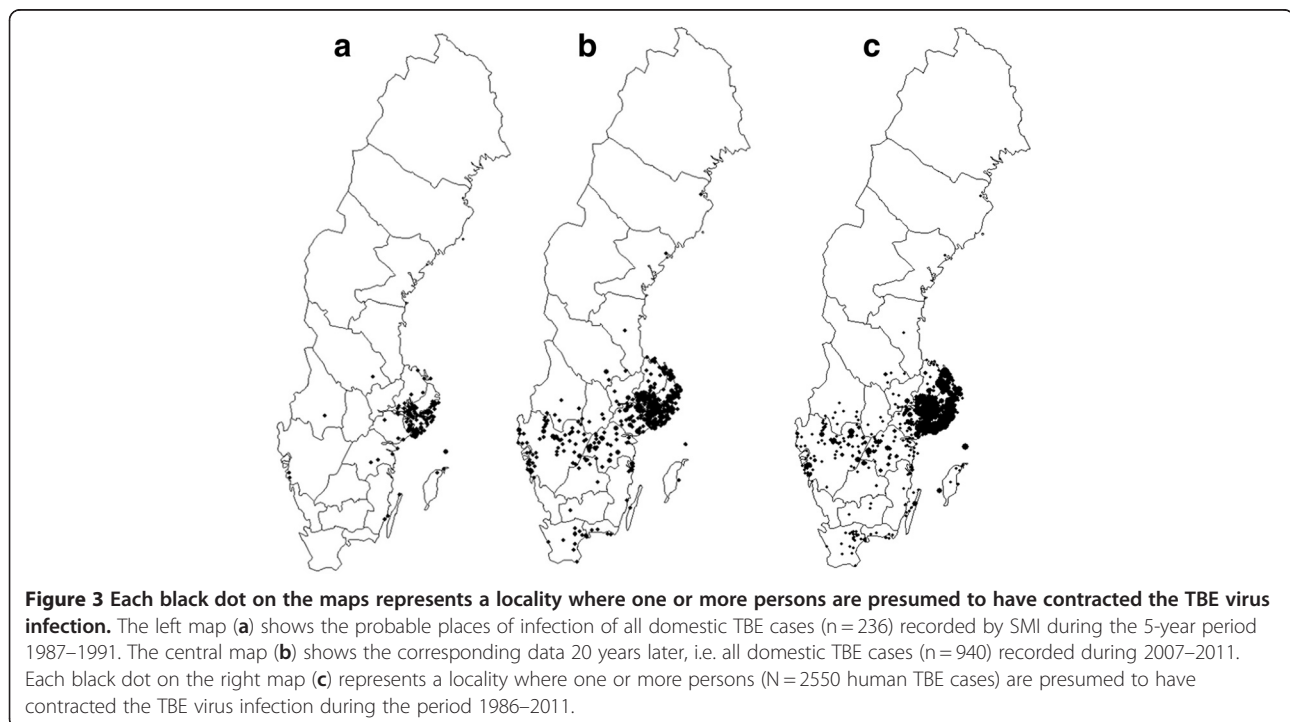 a b c
Figure 3 Each black dot on the maps represents a locality where one or more persons are presumed to have contracted the TBE virus
infection. The left map (a) shows the probable places of infection of all domestic TBE cases (n = 236) recorded by SMI during the 5-year period
1987–1991. The central map (b) shows the corresponding data 20 years later, i.e. all domestic TBE cases (n = 940) recorded during 2007–2011.
Each black dot on the right map (c) represents a locality where one or more persons (N = 2550 human TBE cases) are presumed to have
contracted the TBE virus infection during the period 1986–2011.